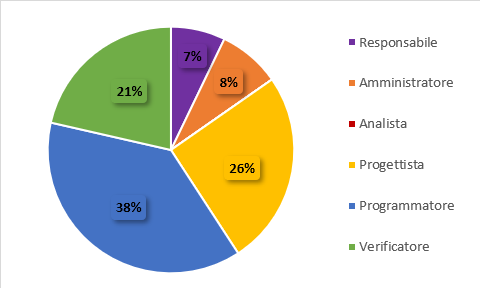 7%
8%
26%
38%
21%
Responsabile
Amministratore
Analista
Progettista
Programmatore
Verificatore